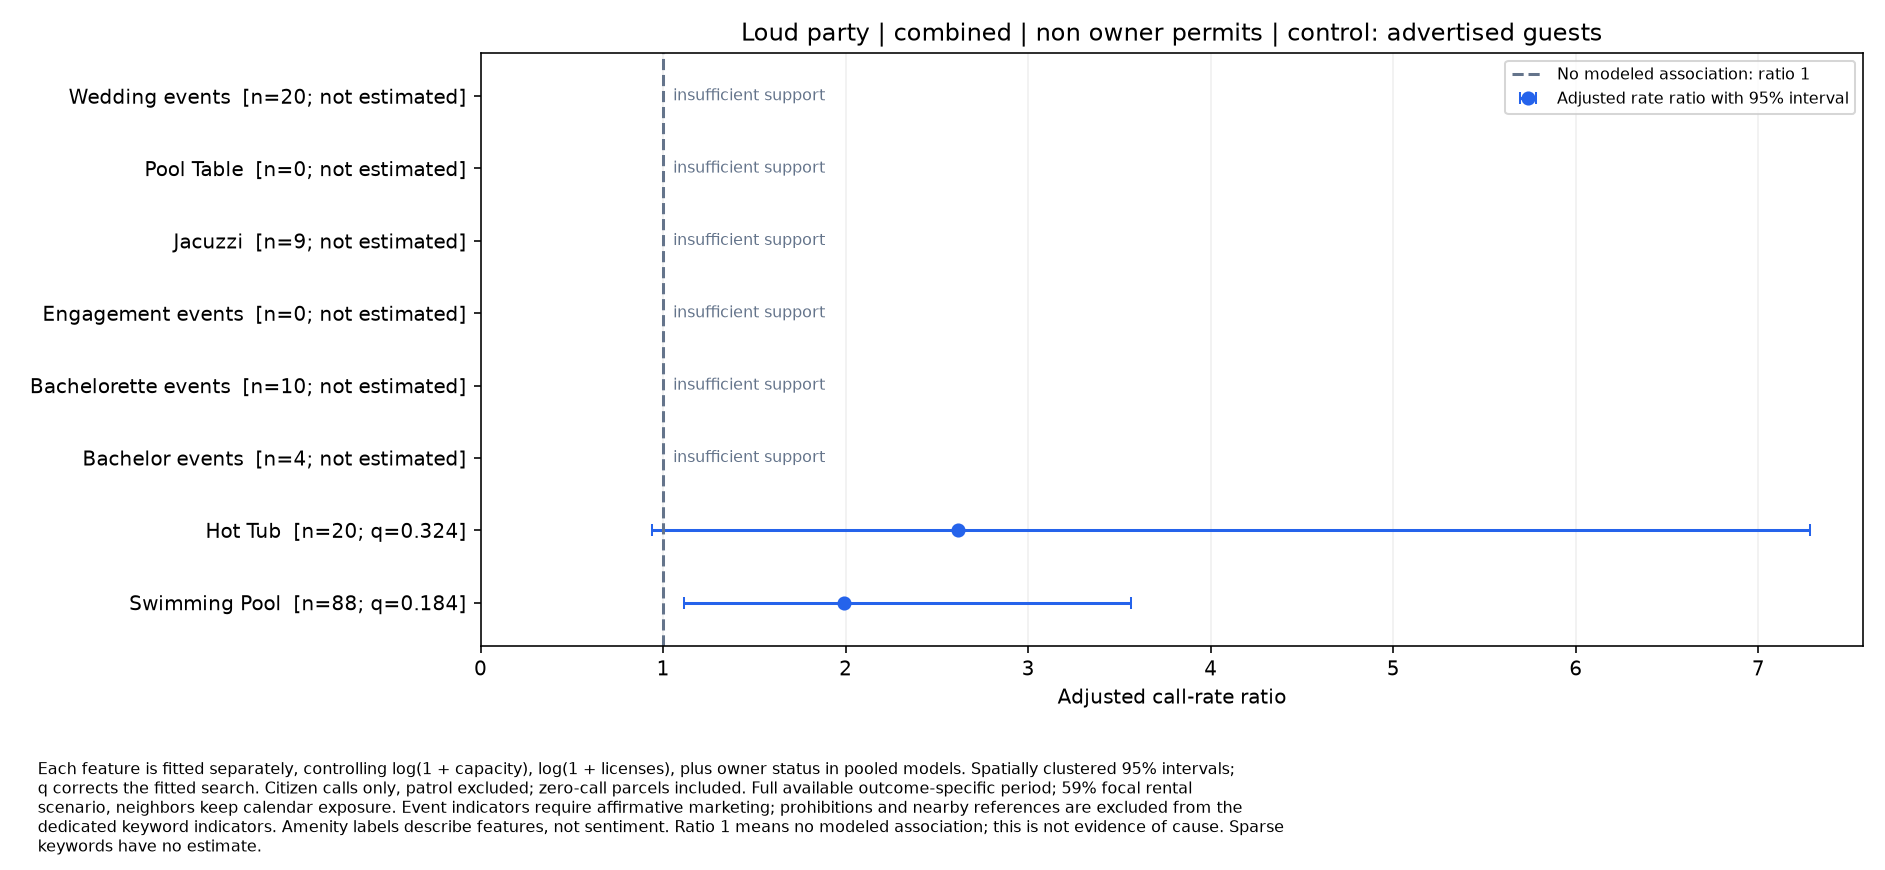 Loud party | combined | non owner permits | control: advertised guests
No modeled association: ratio 1
Adjusted rate ratio with 95% interval
Wedding events [n=20; not estimated]
insufficient support
Pool Table [n=0; not estimated]
insufficient support
Jacuzzi [n=9; not estimated]
insufficient support
Engagement events [n=0; not estimated]
insufficient support
Bachelorette events [n=10; not estimated]
insufficient support
Bachelor events [n=4; not estimated]
insufficient support
Hot Tub [n=20; q=0.324]
Swimming Pool [n=88; q=0.184]
0 1 2 3 4 5 6 7
Adjusted call-rate ratio
Each feature is fitted separately, controlling log(1 + capacity), log(1 + licenses), plus owner status in pooled models. Spatially clustered 95% intervals;
q corrects the fitted search. Citizen calls only, patrol excluded; zero-call parcels included. Full available outcome-specific period; 59% focal rental
scenario, neighbors keep calendar exposure. Event indicators require affirmative marketing; prohibitions and nearby references are excluded from the
dedicated keyword indicators. Amenity labels describe features, not sentiment. Ratio 1 means no modeled association; this is not evidence of cause. Sparse
keywords have no estimate.